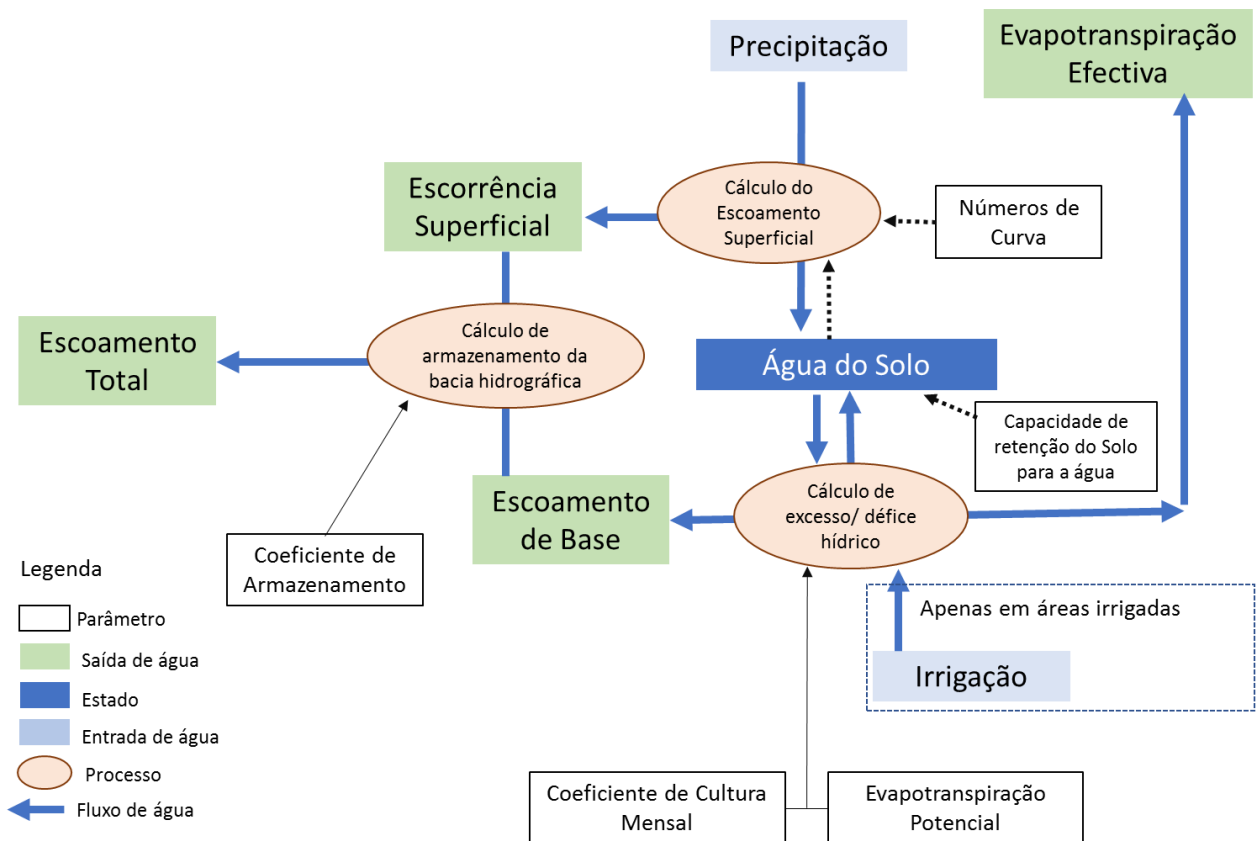 Precipitação
Evapotranspiração
Efectiva
Escorrência
Superficial
Cálculo do
Escoamento
Superficial
Números de
Curva
Escoamento
Total
Cálculo de
armazenamento da
bacia hidrográfica
Água do Solo
Capacidade de
retenção do Solo
para a água
Escoamento
de Base
Cálculo de
excesso/ défice
hídrico
Coeficiente de
Armazenamento
Apenas em áreas irrigadas
Irrigação
Legenda
Parâmetro
Saída de água
Estado
Entrada de água
Processo
Fluxo de água
Coeficiente de Cultura
Mensal
Evapotranspiração
Potencial